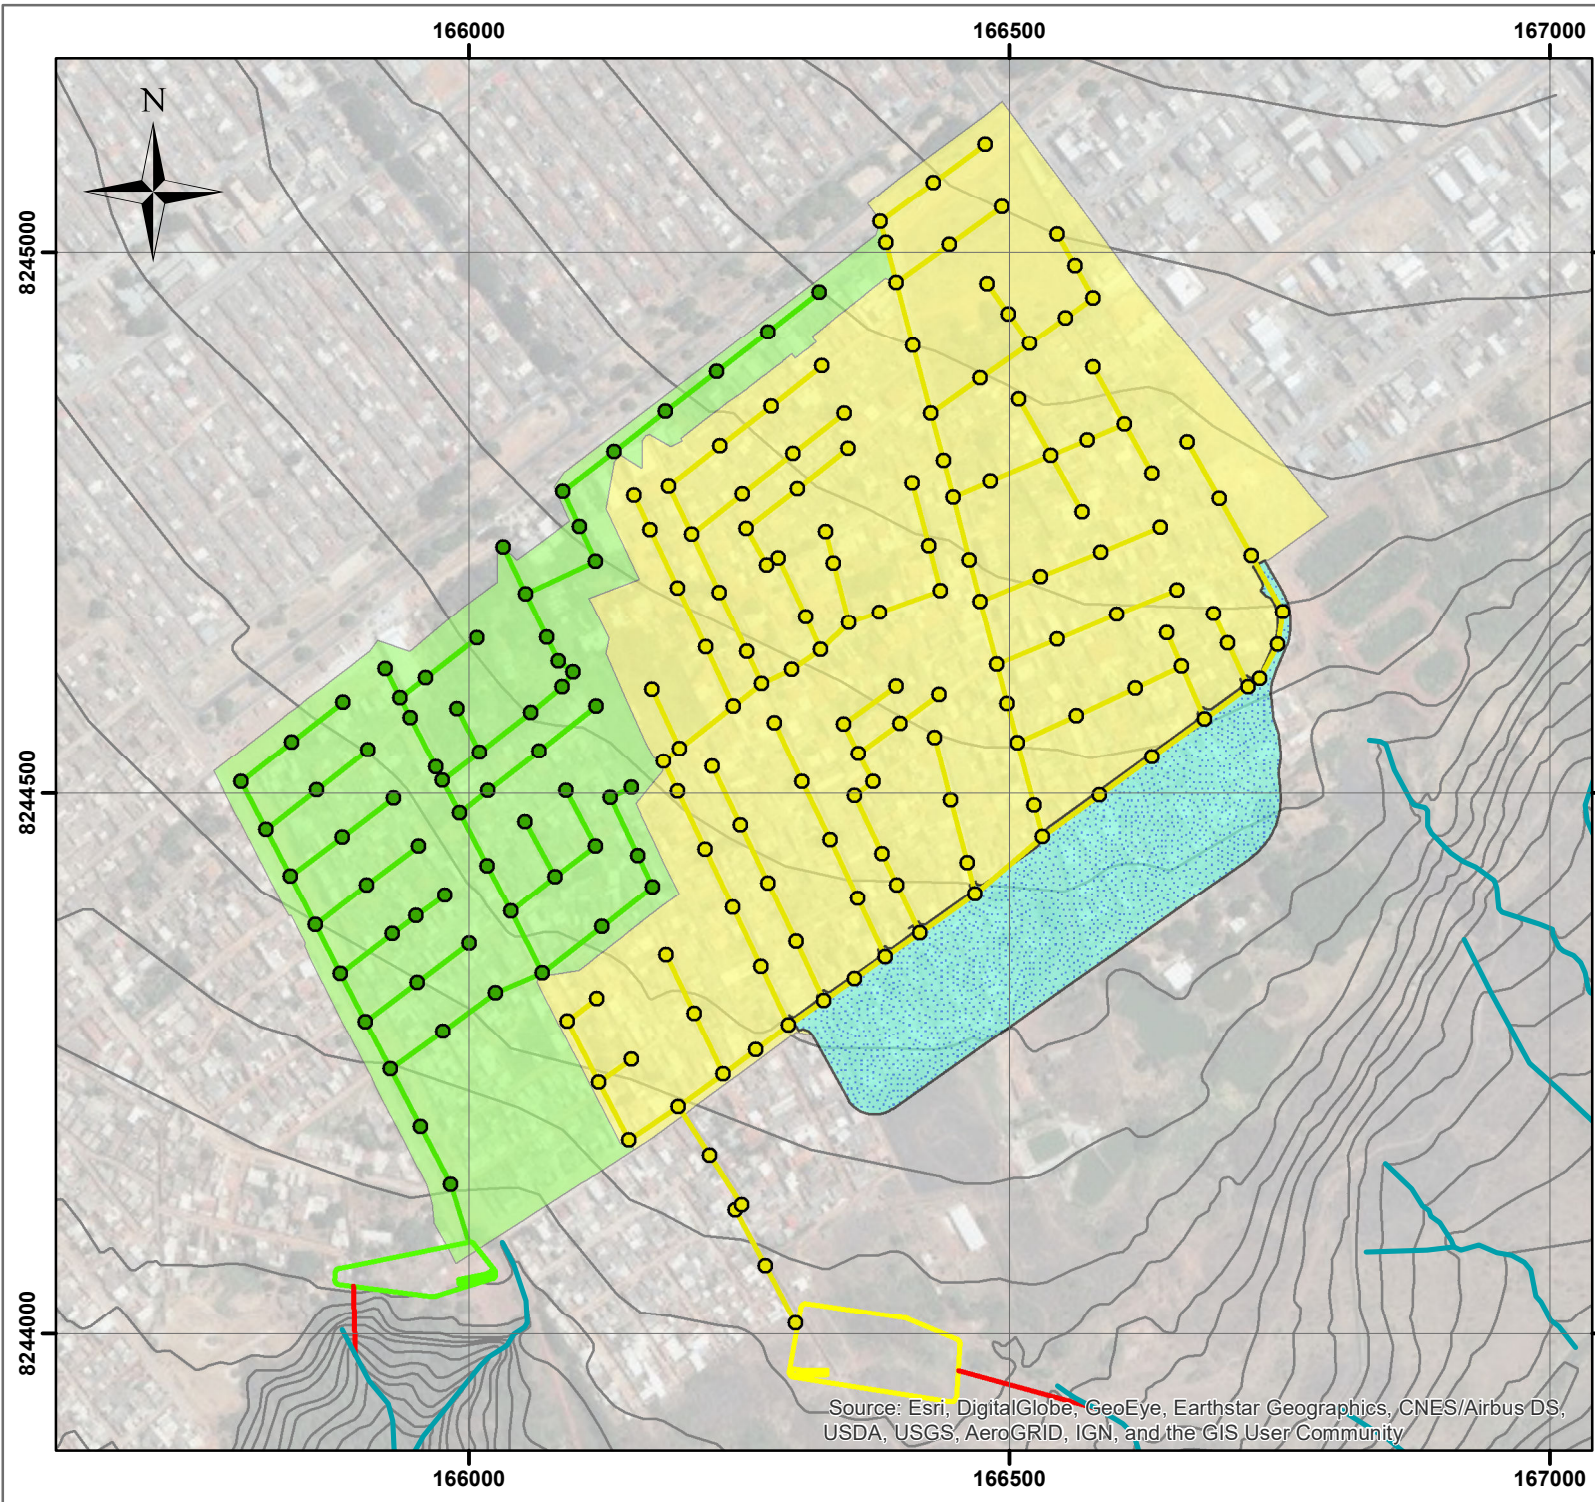 166000 166500 167000
N
8245000
8244500
8244000
Source: Esri, DigitalGlobe, GeoEye, Earthstar Geographics, CNES/Airbus DS,
USDA, USGS, AeroGRID, IGN, and the GIS User Community
166000 166500 167000